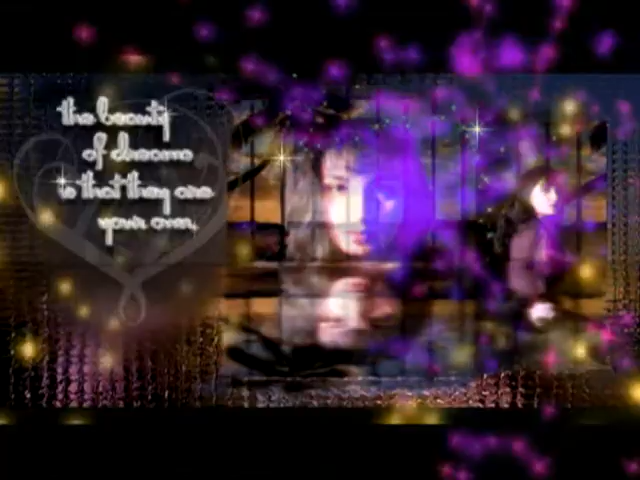 the beauty
of dreams
is that they are
your own.